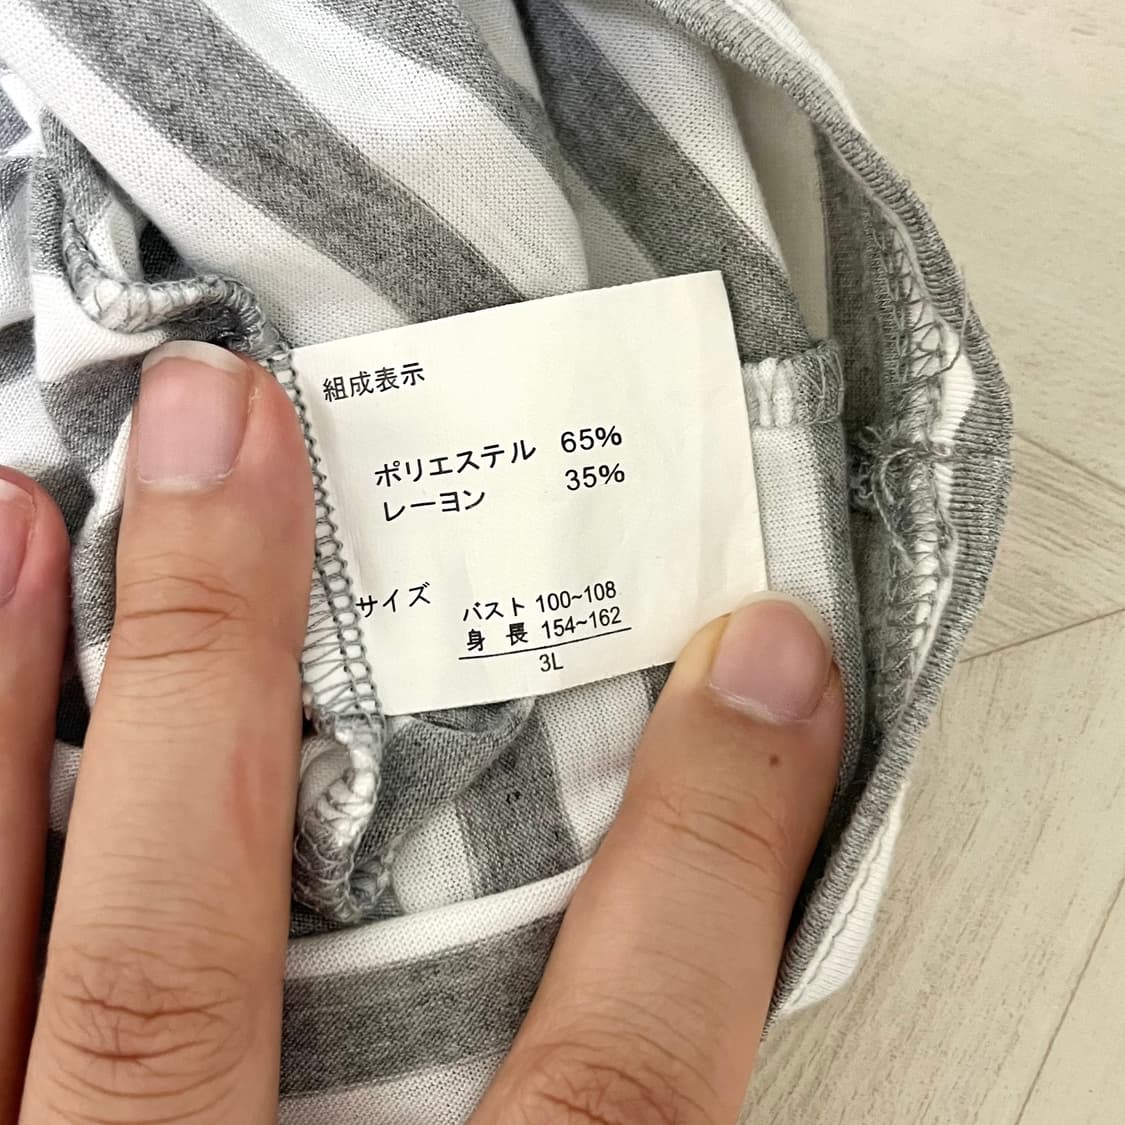 組成表示
ポリエステル 65%
レーヨン 35%
サイズ
バスト 100~108
身 長 154~162
3L